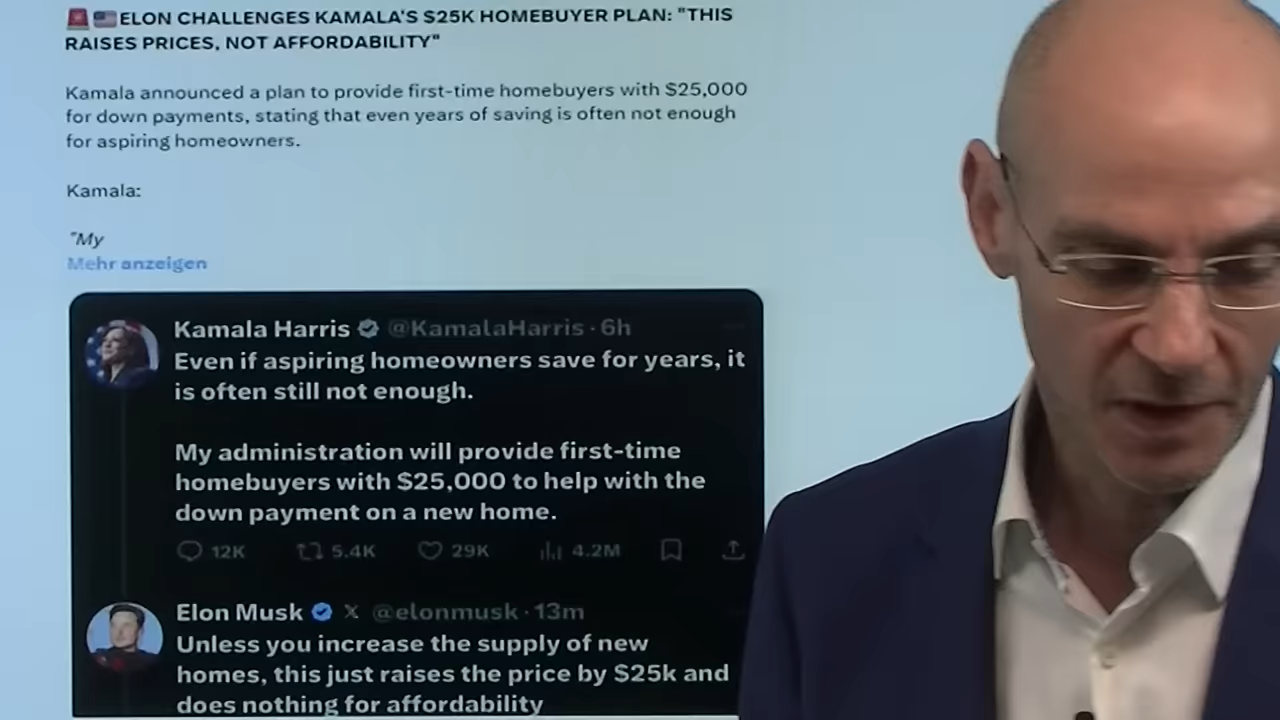 ELON CHALLENGES KAMALA'S $25K HOMEBUYER PLAN: "THIS
RAISES PRICES, NOT AFFORDABILITY"
Kamala announced a plan to provide first-time homebuyers with $25,000
for down payments, stating that even years of saving is often not enough
for aspiring homeowners.
Kamala:
"My
Mehr anzeigen
Kamala Harris @KamalaHarris · 6h
Even if aspiring homeowners save for years, it
is often still not enough.
My administration will provide first-time
homebuyers with $25,000 to help with the
down payment on a new home.
12K 5.4K 29K 4.2M
Elon Musk X @elonmusk · 13m
Unless you increase the supply of new
homes, this just raises the price by $25k and
does nothing for affordability